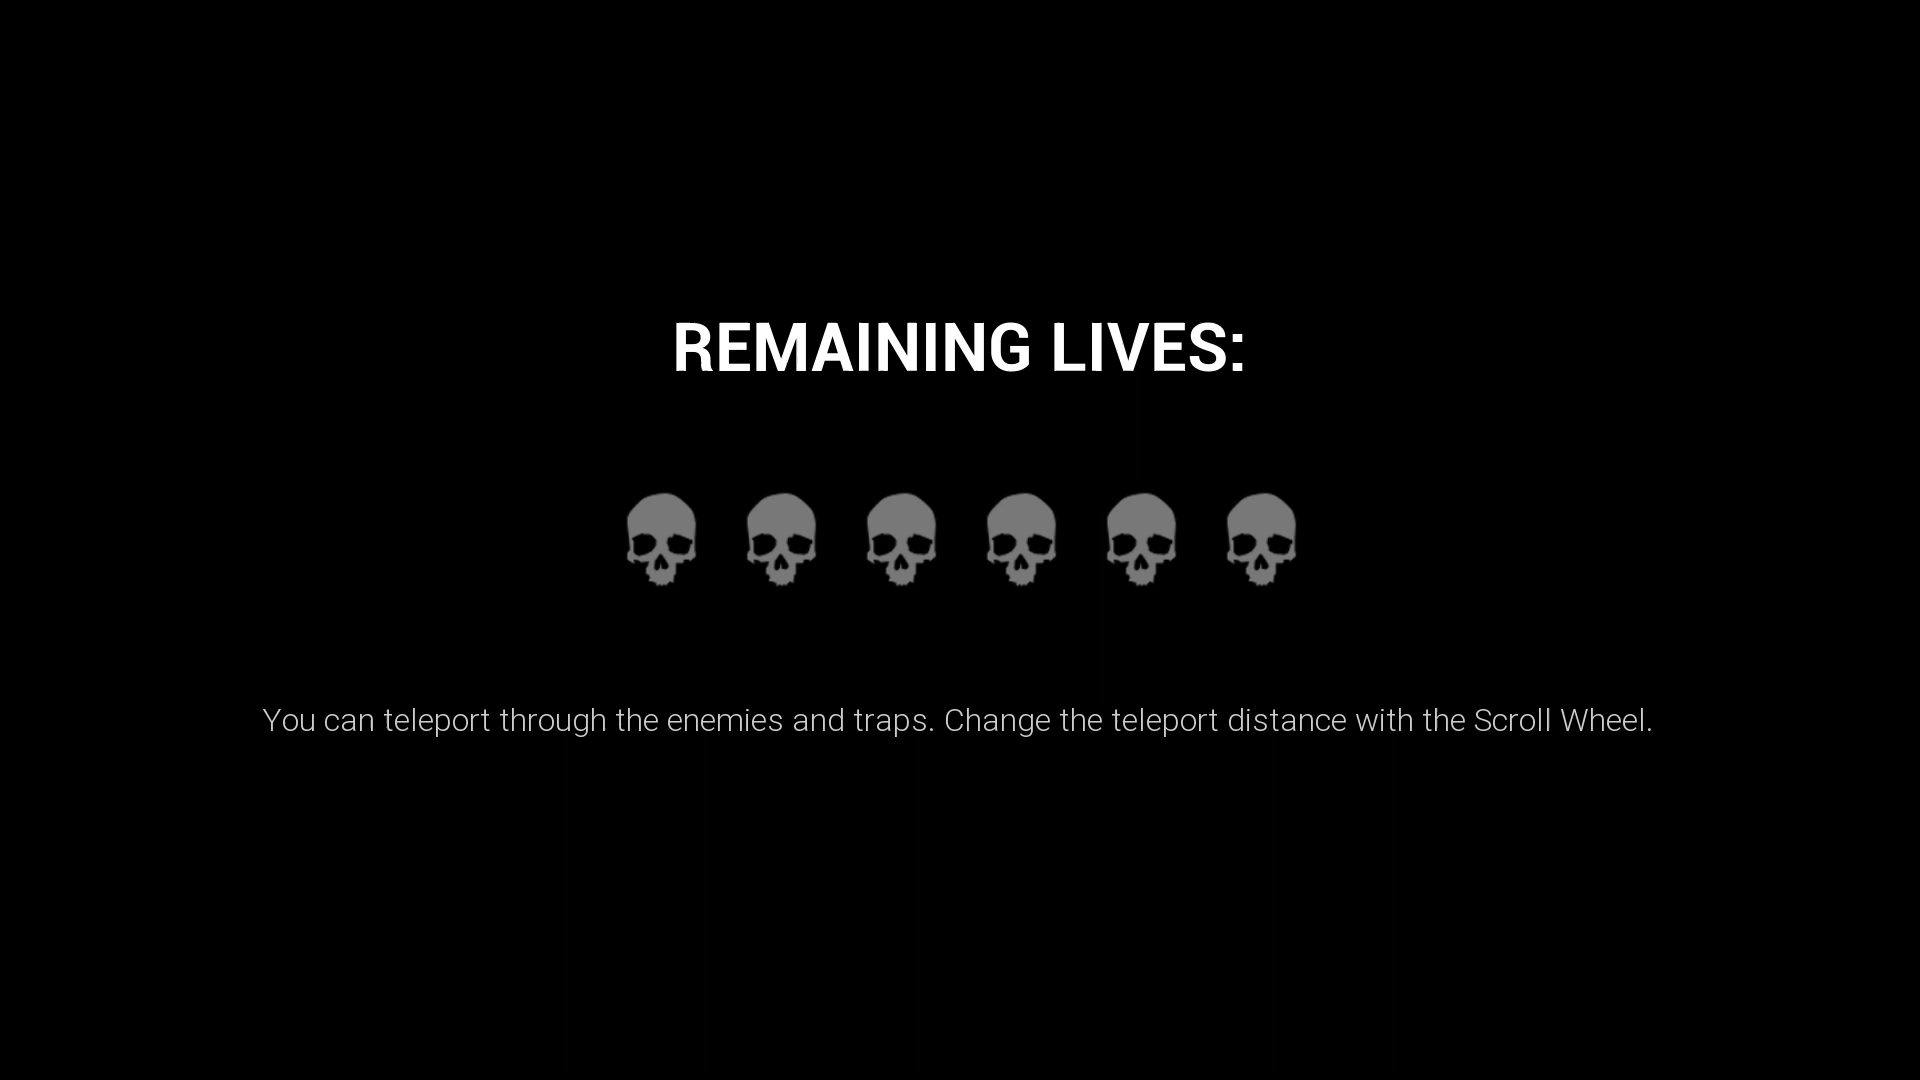 REMAINING LIVES:
You can teleport through the enemies and traps. Change the teleport distance with the Scroll Wheel.